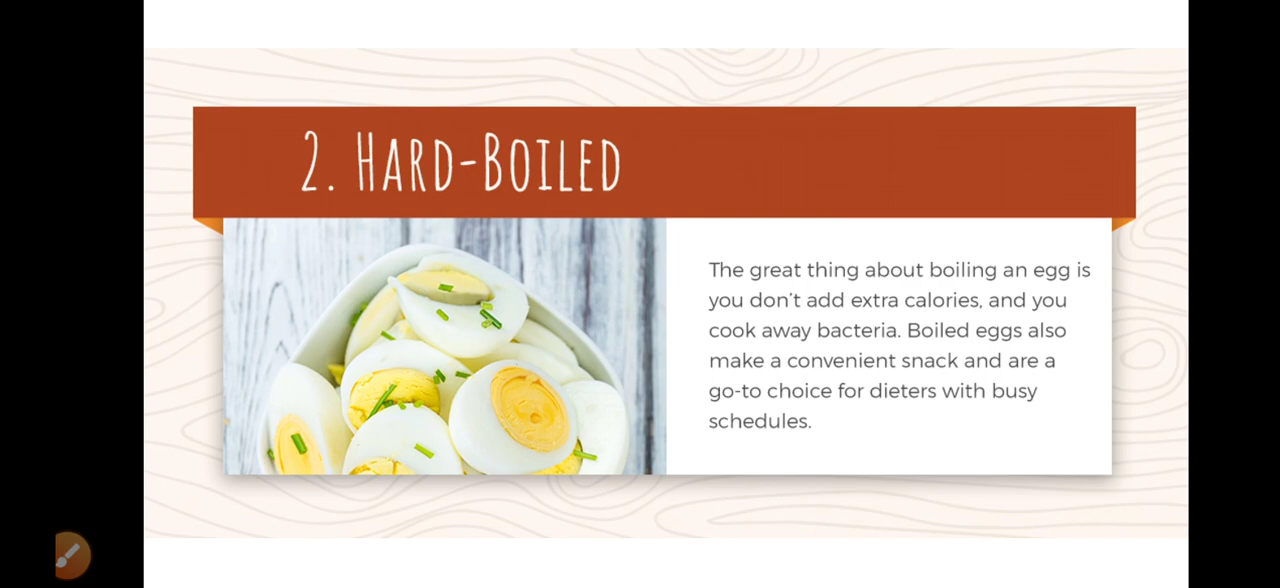 2. Hard-Boiled
The great thing about boiling an egg is
you don't add extra calories, and you
cook away bacteria. Boiled eggs also
make a convenient snack and are a
go-to choice for dieters with busy
schedules.